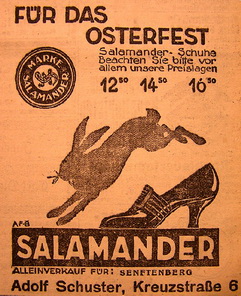 FÜR DAS
OSTERFEST
Salamander-Schuhe
Beachten Sie bitte vor
allem unsere Preislagen
MARKE
SALAMANDER
12⁵⁰ 14⁵⁰ 16⁵⁰
AF-B
SALAMANDER
ALLEINVERKAUF FÜR: SENFTENBERG
Adolf Schuster, Kreuzstraße 6